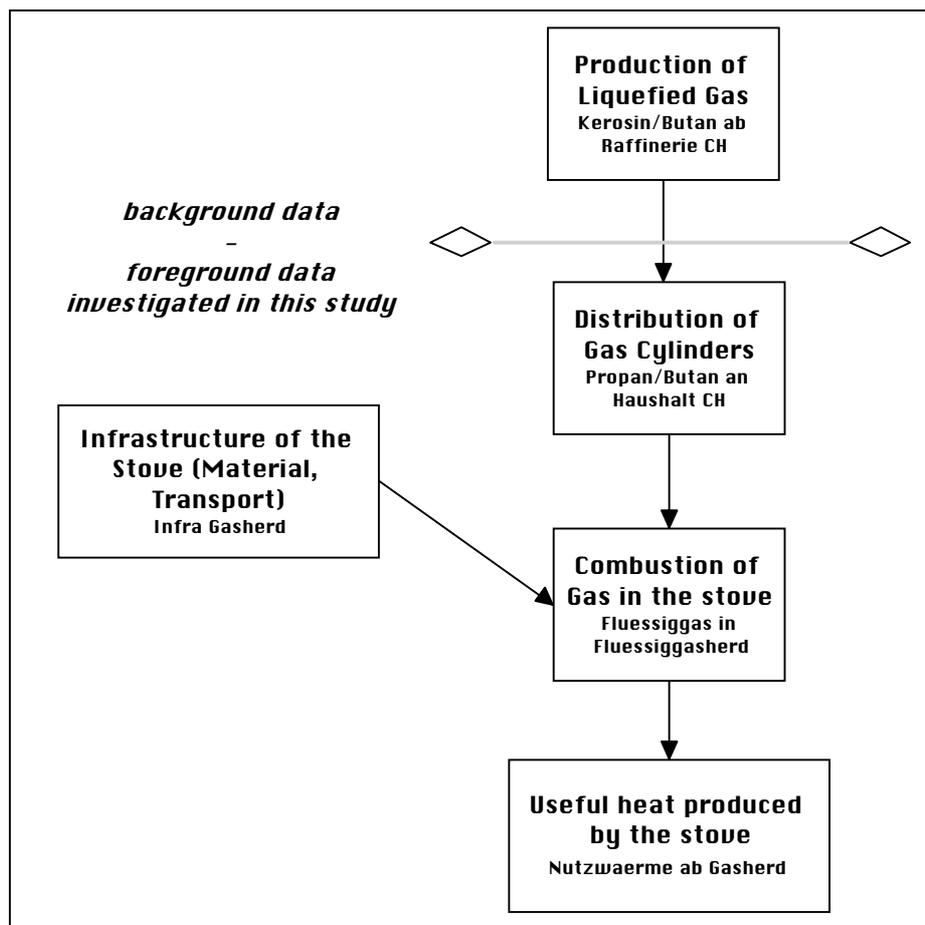 Production of
Liquefied Gas
Kerosin/Butan ab
Raffinerie CH
background data
–
foreground data
investigated in this study
Distribution of
Gas Cylinders
Propan/Butan an
Haushalt CH
Infrastructure of the
Stove (Material,
Transport)
Infra Gasherd
Combustion of
Gas in the stove
Fluessiggas in
Fluessiggasherd
Useful heat produced
by the stove
Nutzwaerme ab Gasherd